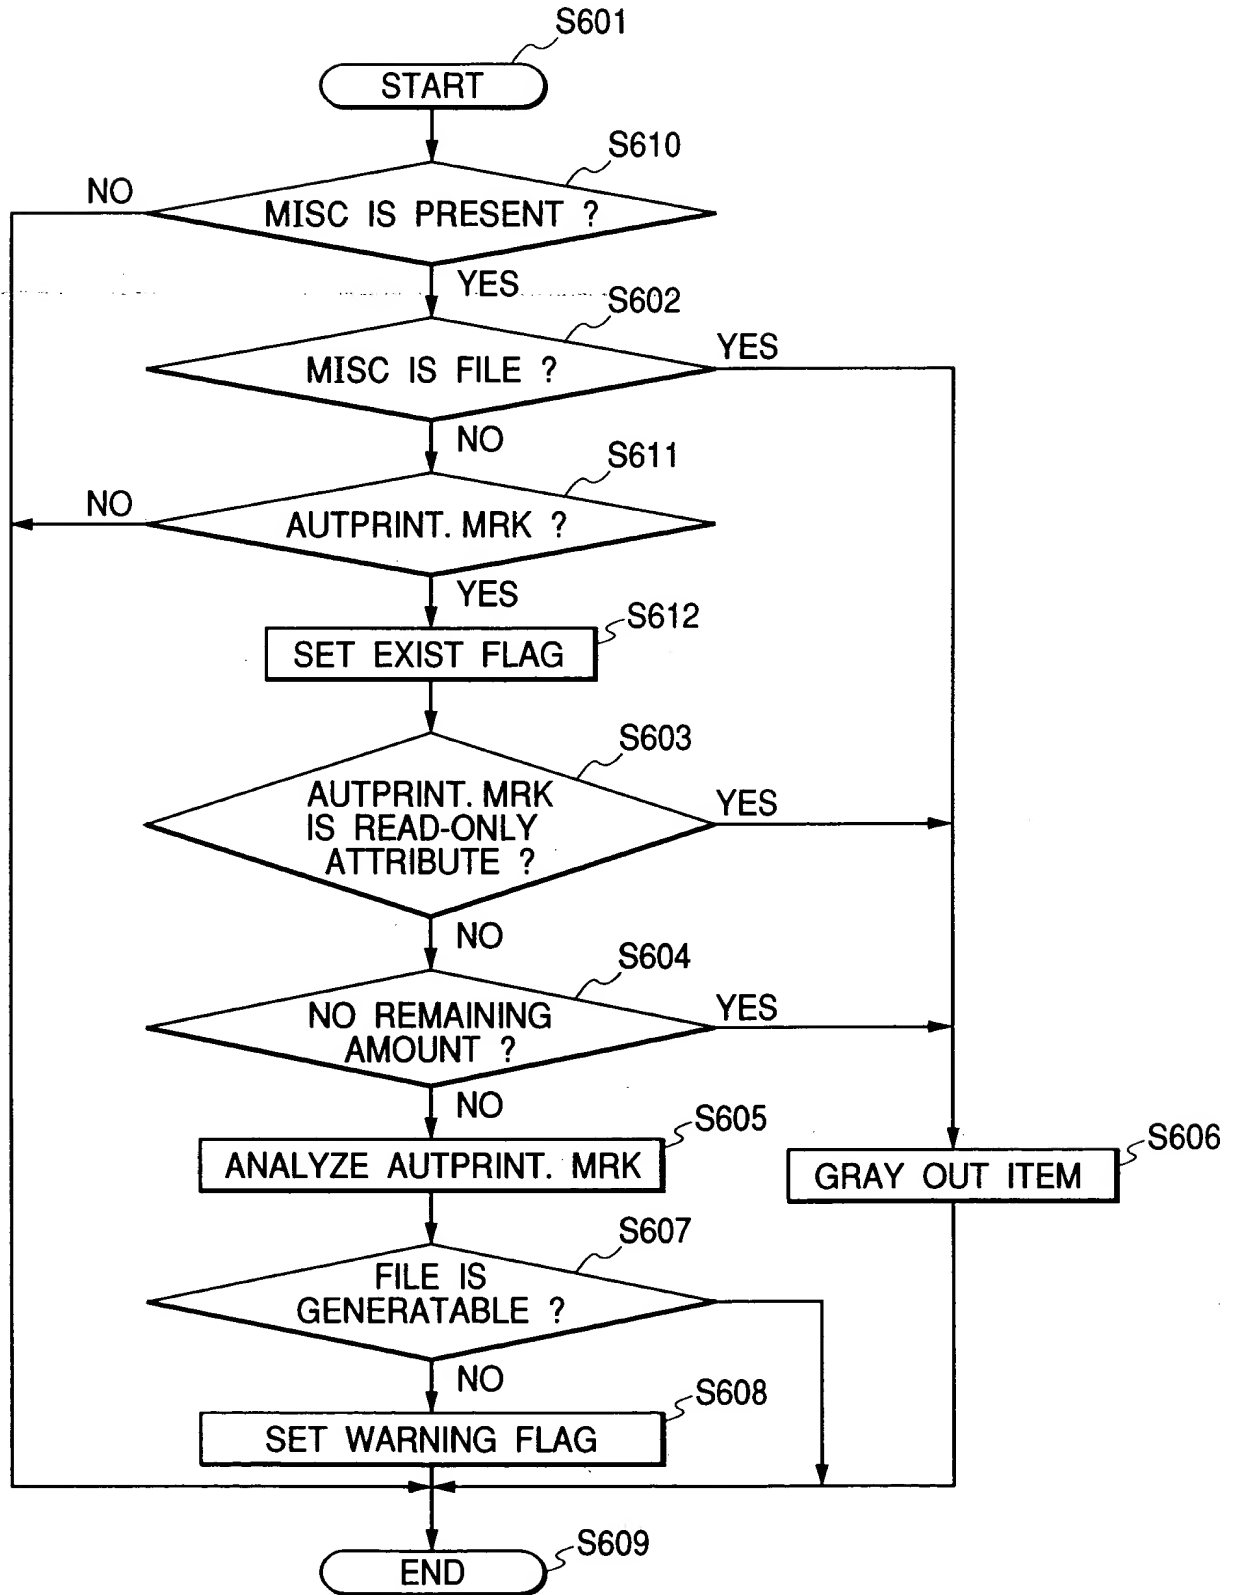 S601
START
S610
NO
MISC IS PRESENT ?
YES
S602
YES
MISC IS FILE ?
NO
S611
NO
AUTPRINT. MRK ?
YES
S612
SET EXIST FLAG
S603
AUTPRINT. MRK
IS READ-ONLY
ATTRIBUTE ?
YES
NO
S604
NO REMAINING
AMOUNT ?
YES
NO
S605
ANALYZE AUTPRINT. MRK
S606
GRAY OUT ITEM
S607
FILE IS
GENERATABLE ?
NO
S608
SET WARNING FLAG
S609
END